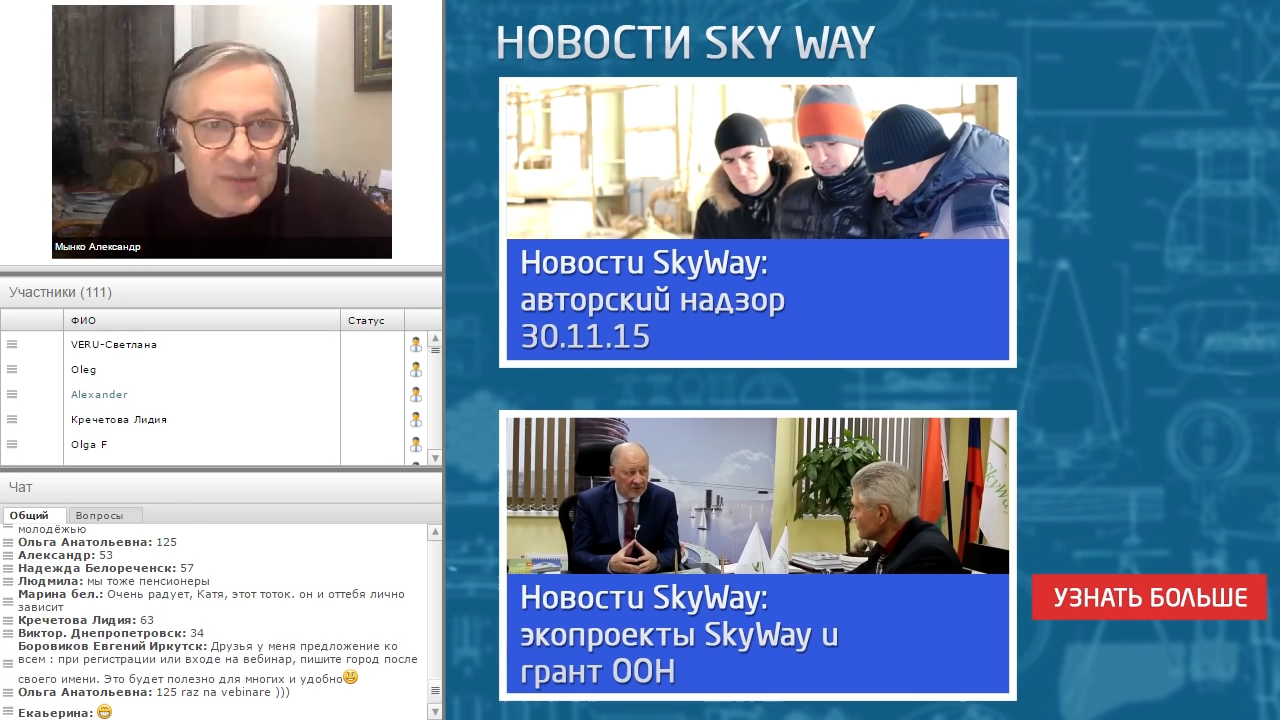 Мынко Александр
Участники (111)
ФИО
Статус
VERU-Светлана
Oleg
Alexander
Кречетова Лидия
Olga F
Чат
Общий
Вопросы
молодёжью
Ольга Анатольевна: 125
Александр: 53
Надежда Белореченск: 57
Людмила: мы тоже пенсионеры
Марина бел.: Очень радует, Катя, этот тоток. он и оттебя лично
зависит
Кречетова Лидия: 63
Виктор. Днепропетровск: 34
Боровиков Евгений Иркутск: Друзья у меня предложение ко
всем : при регистрации или входе на вебинар, пишите город после
своего имени. Это будет полезно для многих и удобно
Ольга Анатольевна: 125 raz na vebinare )))
Екаьерина:
НОВОСТИ SKY WAY
Новости SkyWay:
авторский надзор
30.11.15
SkyWay
Новости SkyWay:
экопроекты SkyWay и
грант ООН
УЗНАТЬ БОЛЬШЕ